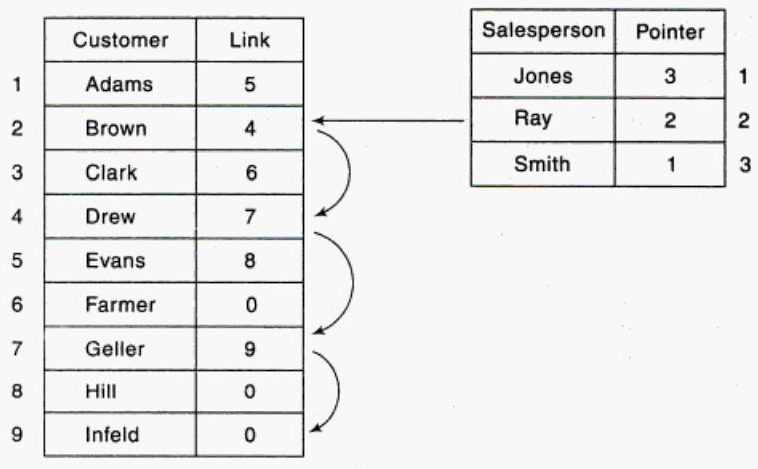 Customer Link
1 Adams 5
2 Brown 4
3 Clark 6
4 Drew 7
5 Evans 8
6 Farmer 0
7 Geller 9
8 Hill 0
9 Infeld 0
Salesperson Pointer
Jones 3 1
Ray 2 2
Smith 1 3